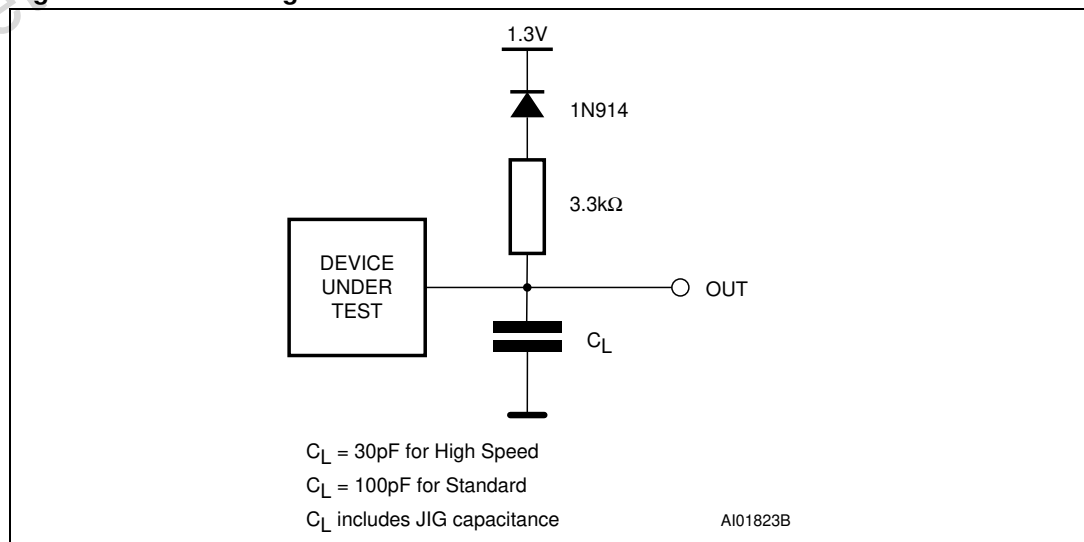 1.3V
1N914
3.3kΩ
DEVICE
UNDER
TEST
OUT
CL
CL = 30pF for High Speed
CL = 100pF for Standard
CL includes JIG capacitance
AI01823B